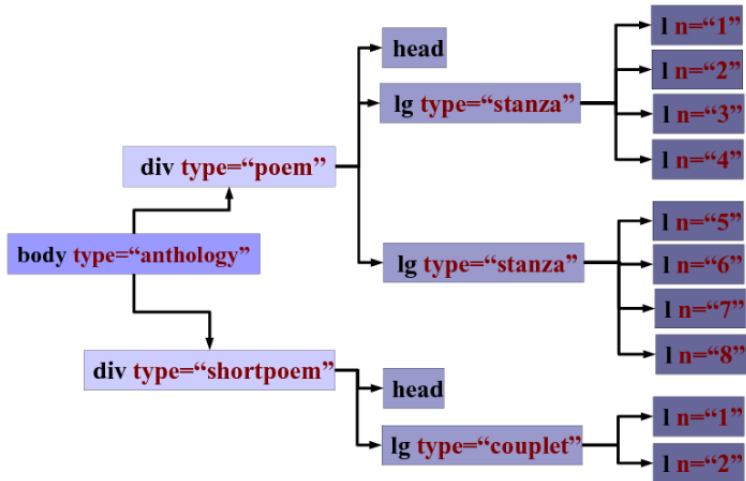 body type=“anthology”
div type=“poem”
head
lg type=“stanza”
l n=“1”
l n=“2”
l n=“3”
l n=“4”
lg type=“stanza”
l n=“5”
l n=“6”
l n=“7”
l n=“8”
div type=“shortpoem”
head
lg type=“couplet”
l n=“1”
l n=“2”